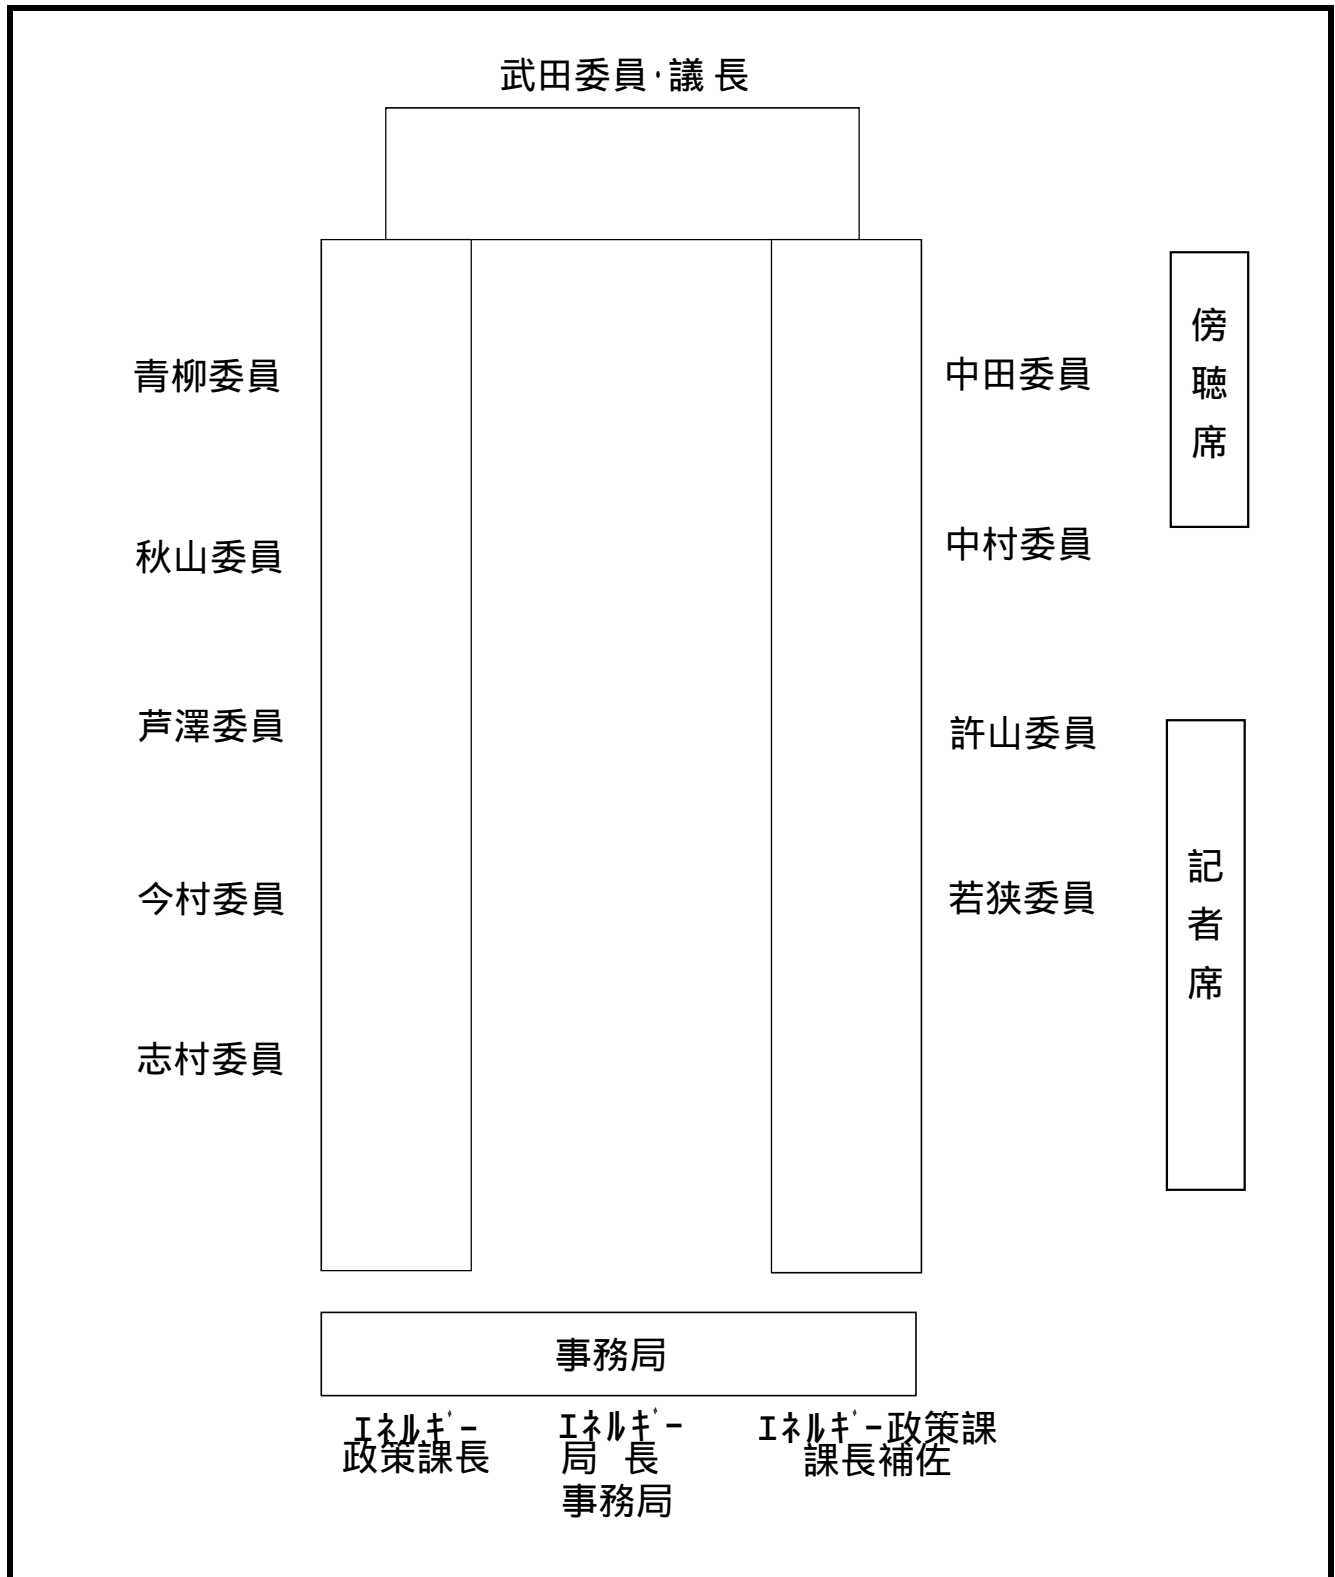 武田委員・議 長
青柳委員
秋山委員
芦澤委員
今村委員
志村委員
中田委員
中村委員
許山委員
若狭委員
傍聴席
記者席
事務局
ｴﾈﾙｷﾞｰ
政策課長
ｴﾈﾙｷﾞｰ
局 長
事務局
ｴﾈﾙｷﾞｰ政策課
課長補佐